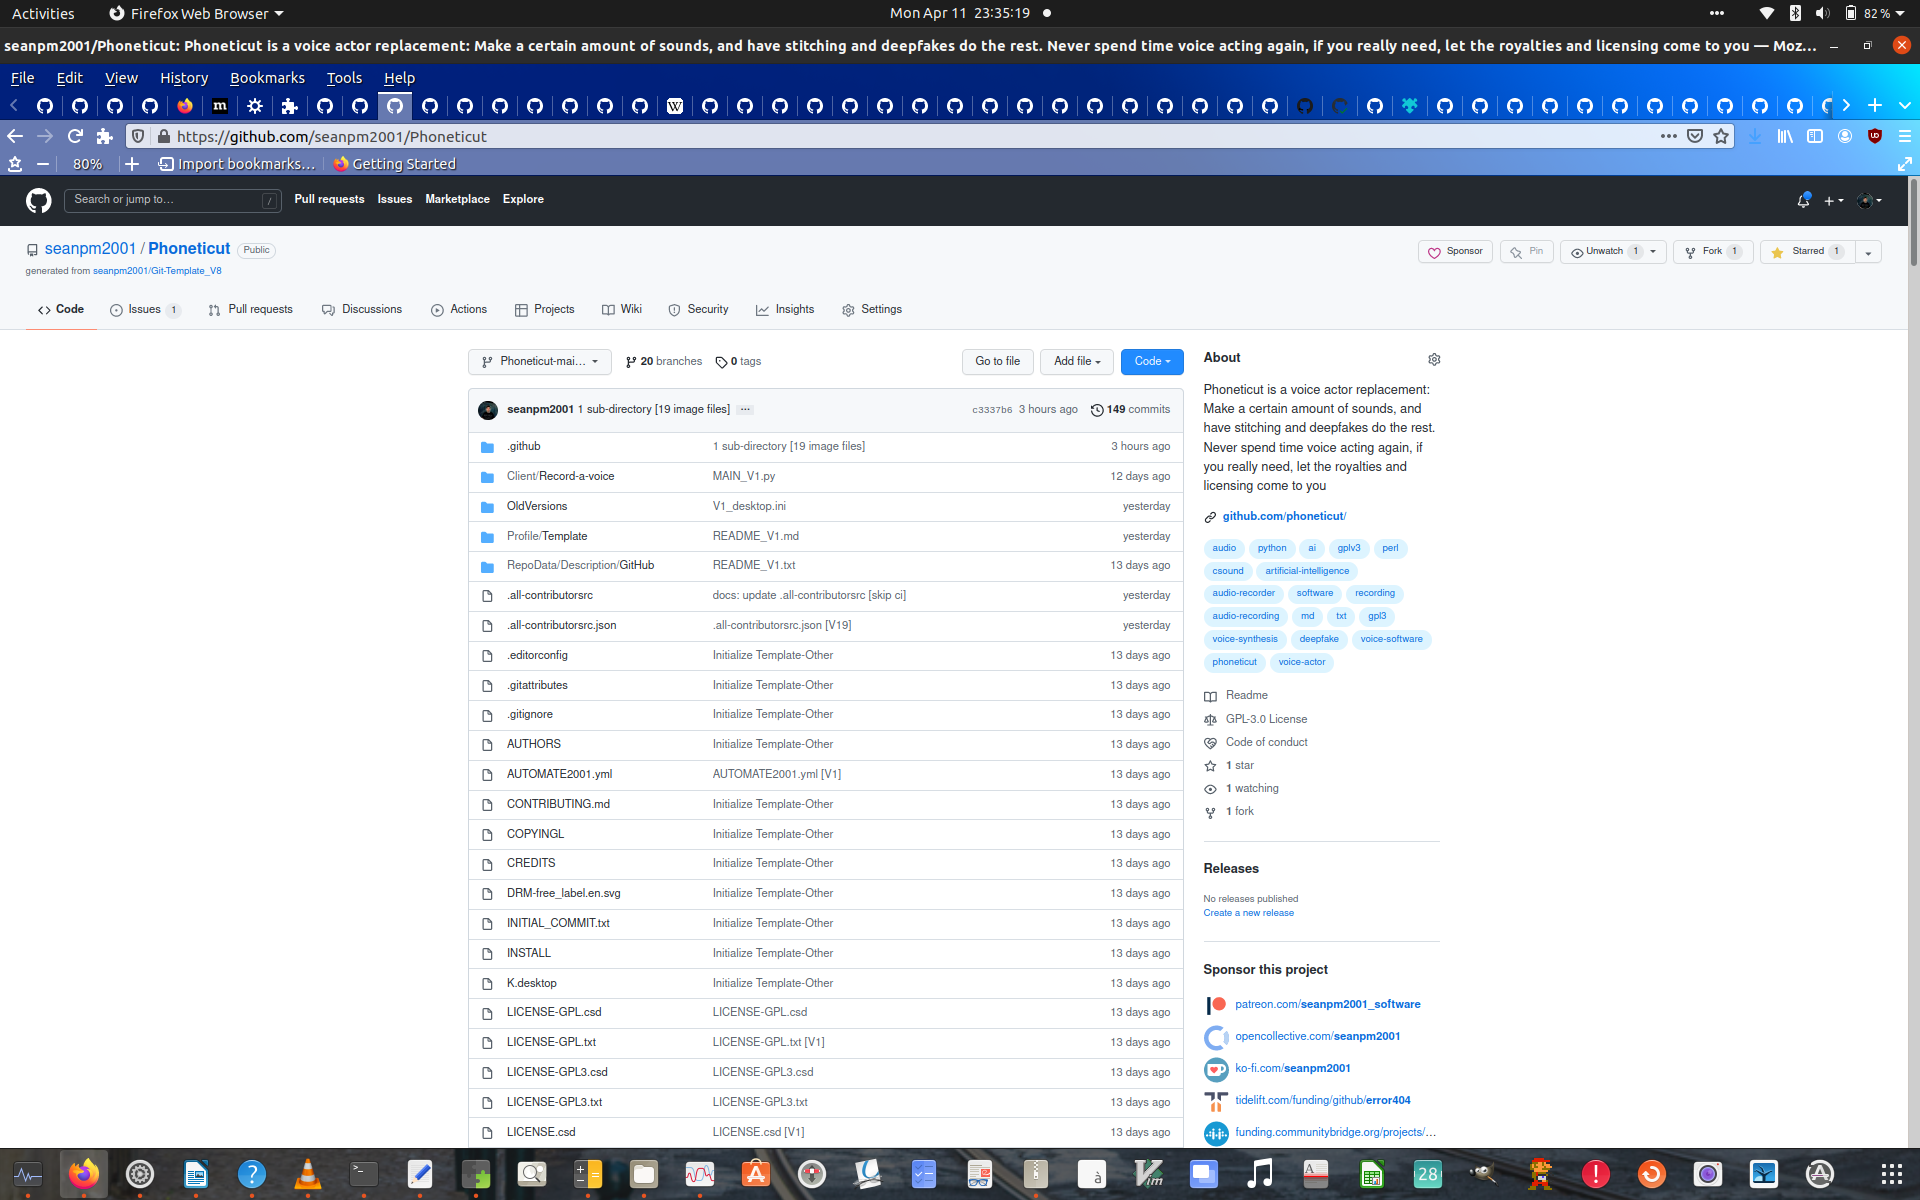 Activities Firefox Web Browser Mon Apr 11 23:35:19 82 %
seanpm2001/Phoneticut: Phoneticut is a voice actor replacement: Make a certain amount of sounds, and have stitching and deepfakes do the rest. Never spend time voice acting again, if you really need, let the royalties and licensing come to you — Moz…
File Edit View History Bookmarks Tools Help
https://github.com/seanpm2001/Phoneticut
80% Import bookmarks… Getting Started
Search or jump to… / Pull requests Issues Marketplace Explore
seanpm2001 / Phoneticut Public Sponsor Pin Unwatch 1 Fork 1 Starred 1
generated from seanpm2001/Git-Template_V8
Code Issues 1 Pull requests Discussions Actions Projects Wiki Security Insights Settings
Phoneticut-mai… 20 branches 0 tags Go to file Add file Code
seanpm2001 1 sub-directory [19 image files] … c3337b6 3 hours ago 149 commits
.github 1 sub-directory [19 image files] 3 hours ago
Client/Record-a-voice MAIN_V1.py 12 days ago
OldVersions V1_desktop.ini yesterday
Profile/Template README_V1.md yesterday
RepoData/Description/GitHub README_V1.txt 13 days ago
.all-contributorsrc docs: update .all-contributorsrc [skip ci] yesterday
.all-contributorsrc.json .all-contributorsrc.json [V19] yesterday
.editorconfig Initialize Template-Other 13 days ago
.gitattributes Initialize Template-Other 13 days ago
.gitignore Initialize Template-Other 13 days ago
AUTHORS Initialize Template-Other 13 days ago
AUTOMATE2001.yml AUTOMATE2001.yml [V1] 13 days ago
CONTRIBUTING.md Initialize Template-Other 13 days ago
COPYINGL Initialize Template-Other 13 days ago
CREDITS Initialize Template-Other 13 days ago
DRM-free_label.en.svg Initialize Template-Other 13 days ago
INITIAL_COMMIT.txt Initialize Template-Other 13 days ago
INSTALL Initialize Template-Other 13 days ago
K.desktop Initialize Template-Other 13 days ago
LICENSE-GPL.csd LICENSE-GPL.csd 13 days ago
LICENSE-GPL.txt LICENSE-GPL.txt [V1] 13 days ago
LICENSE-GPL3.csd LICENSE-GPL3.csd 13 days ago
LICENSE-GPL3.txt LICENSE-GPL3.txt 13 days ago
LICENSE.csd LICENSE.csd [V1] 13 days ago
About
Phoneticut is a voice actor replacement:
Make a certain amount of sounds, and
have stitching and deepfakes do the rest.
Never spend time voice acting again, if
you really need, let the royalties and
licensing come to you
github.com/phoneticut/
audio python ai gplv3 perl
csound artificial-intelligence
audio-recorder software recording
audio-recording md txt gpl3
voice-synthesis deepfake voice-software
phoneticut voice-actor
Readme
GPL-3.0 License
Code of conduct
1 star
1 watching
1 fork
Releases
No releases published
Create a new release
Sponsor this project
patreon.com/seanpm2001_software
opencollective.com/seanpm2001
ko-fi.com/seanpm2001
tidelift.com/funding/github/error404
funding.communitybridge.org/projects/…
28